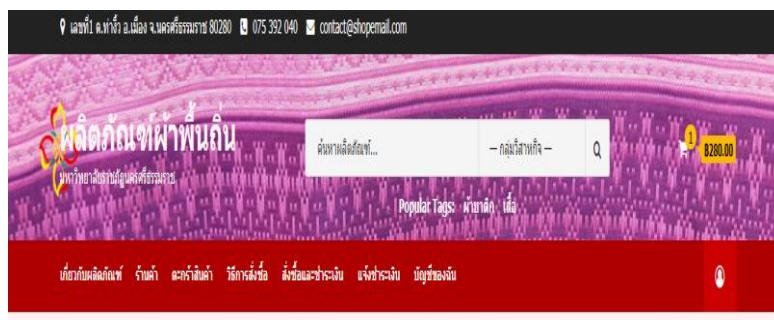 เลขที่1 ต.ท่างิ้ว อ.เมือง จ.นครศรีธรรมราช 80280 075 392 040 contact@shopemail.com
ผลิตภัณฑ์ผ้าพื้นถิ่น
มหาวิทยาลัยราชภัฏนครศรีธรรมราช
ค้นหาผลิตภัณฑ์... — กลุ่มวิสาหกิจ — 1 ฿280.00
Popular Tags: ผ้าบาติก เสื้อ
เกี่ยวกับผลิตภัณฑ์ ร้านค้า ตะกร้าสินค้า วิธีการสั่งซื้อ สั่งซื้อและชำระเงิน แจ้งชำระเงิน บัญชีของฉัน